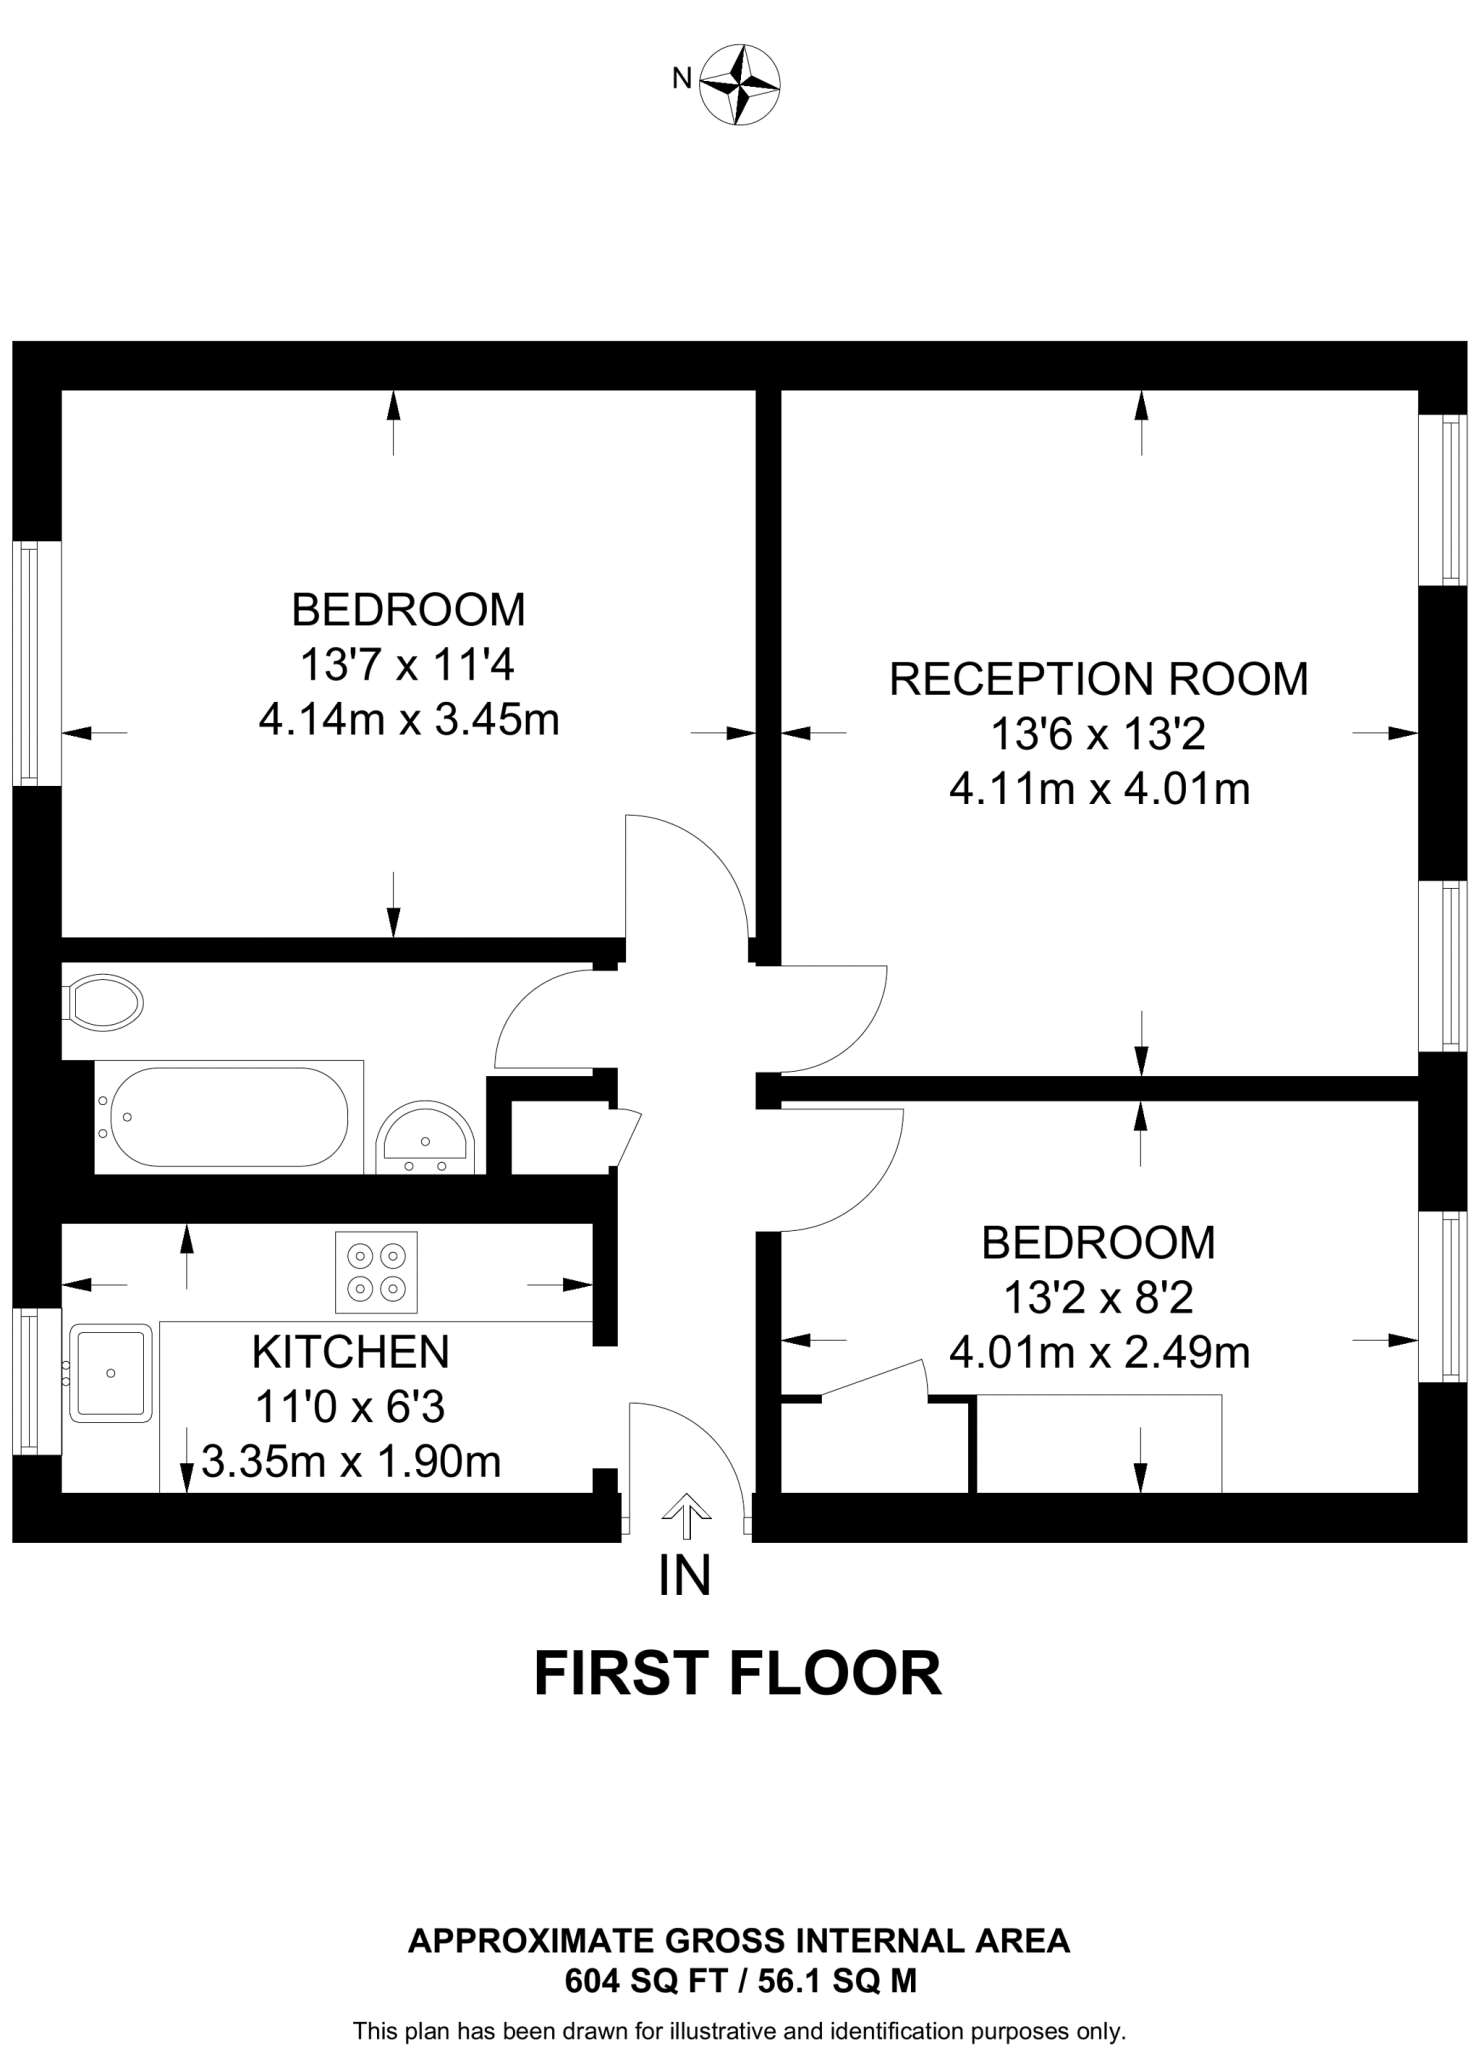 N
BEDROOM
13'7 x 11'4
4.14m x 3.45m
RECEPTION ROOM
13'6 x 13'2
4.11m x 4.01m
BEDROOM
13'2 x 8'2
4.01m x 2.49m
KITCHEN
11'0 x 6'3
3.35m x 1.90m
IN
FIRST FLOOR
APPROXIMATE GROSS INTERNAL AREA
604 SQ FT / 56.1 SQ M
This plan has been drawn for illustrative and identification purposes only.